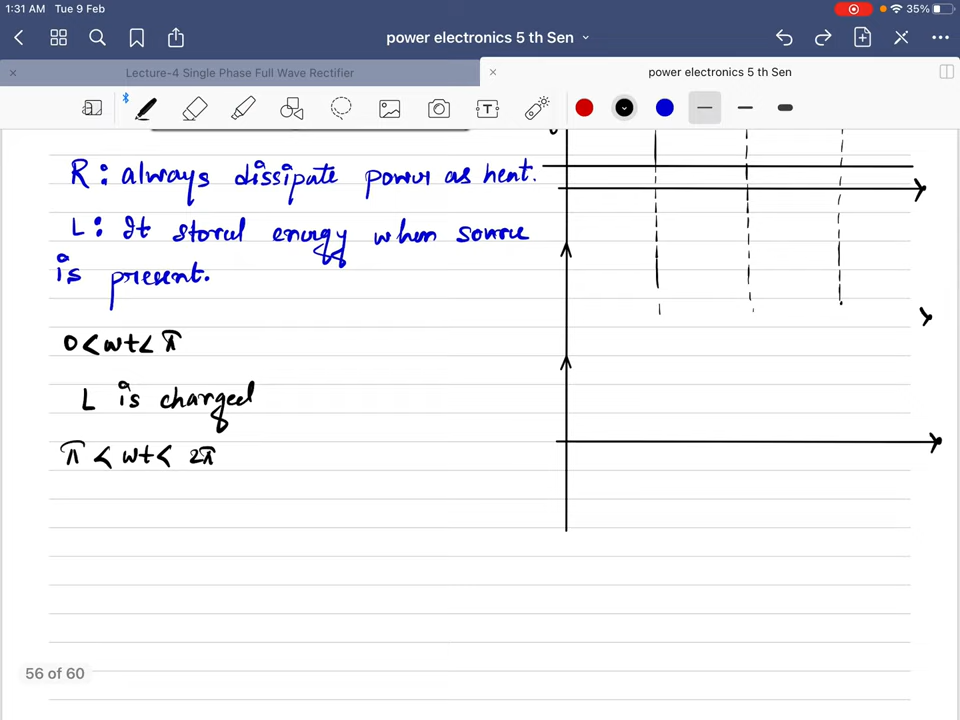 1:31 AM Tue 9 Feb
35%
power electronics 5 th Sen
Lecture-4 Single Phase Full Wave Rectifier
power electronics 5 th Sen
R: always dissipate power as heat.
L: It stored energy when source
is present.
0 < wt < π
L is charged
π < wt < 2π
56 of 60